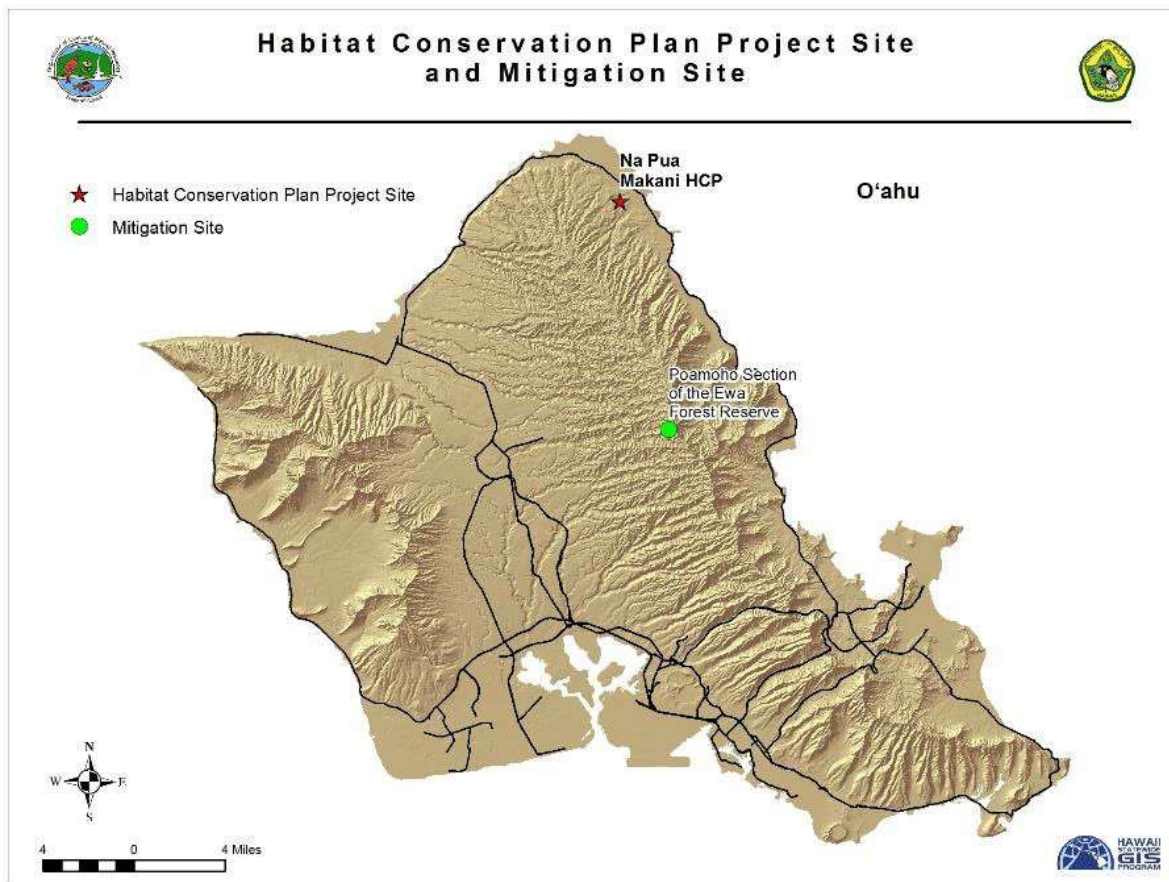 Habitat Conservation Plan Project Site
and Mitigation Site
Na Pua
Makani HCP
O‘ahu
Habitat Conservation Plan Project Site
Mitigation Site
Poamoho Section
of the Ewa
Forest Reserve
N
W E
S
4 0 4 Miles
HAWAII
STATEWIDE
GIS
PROGRAM